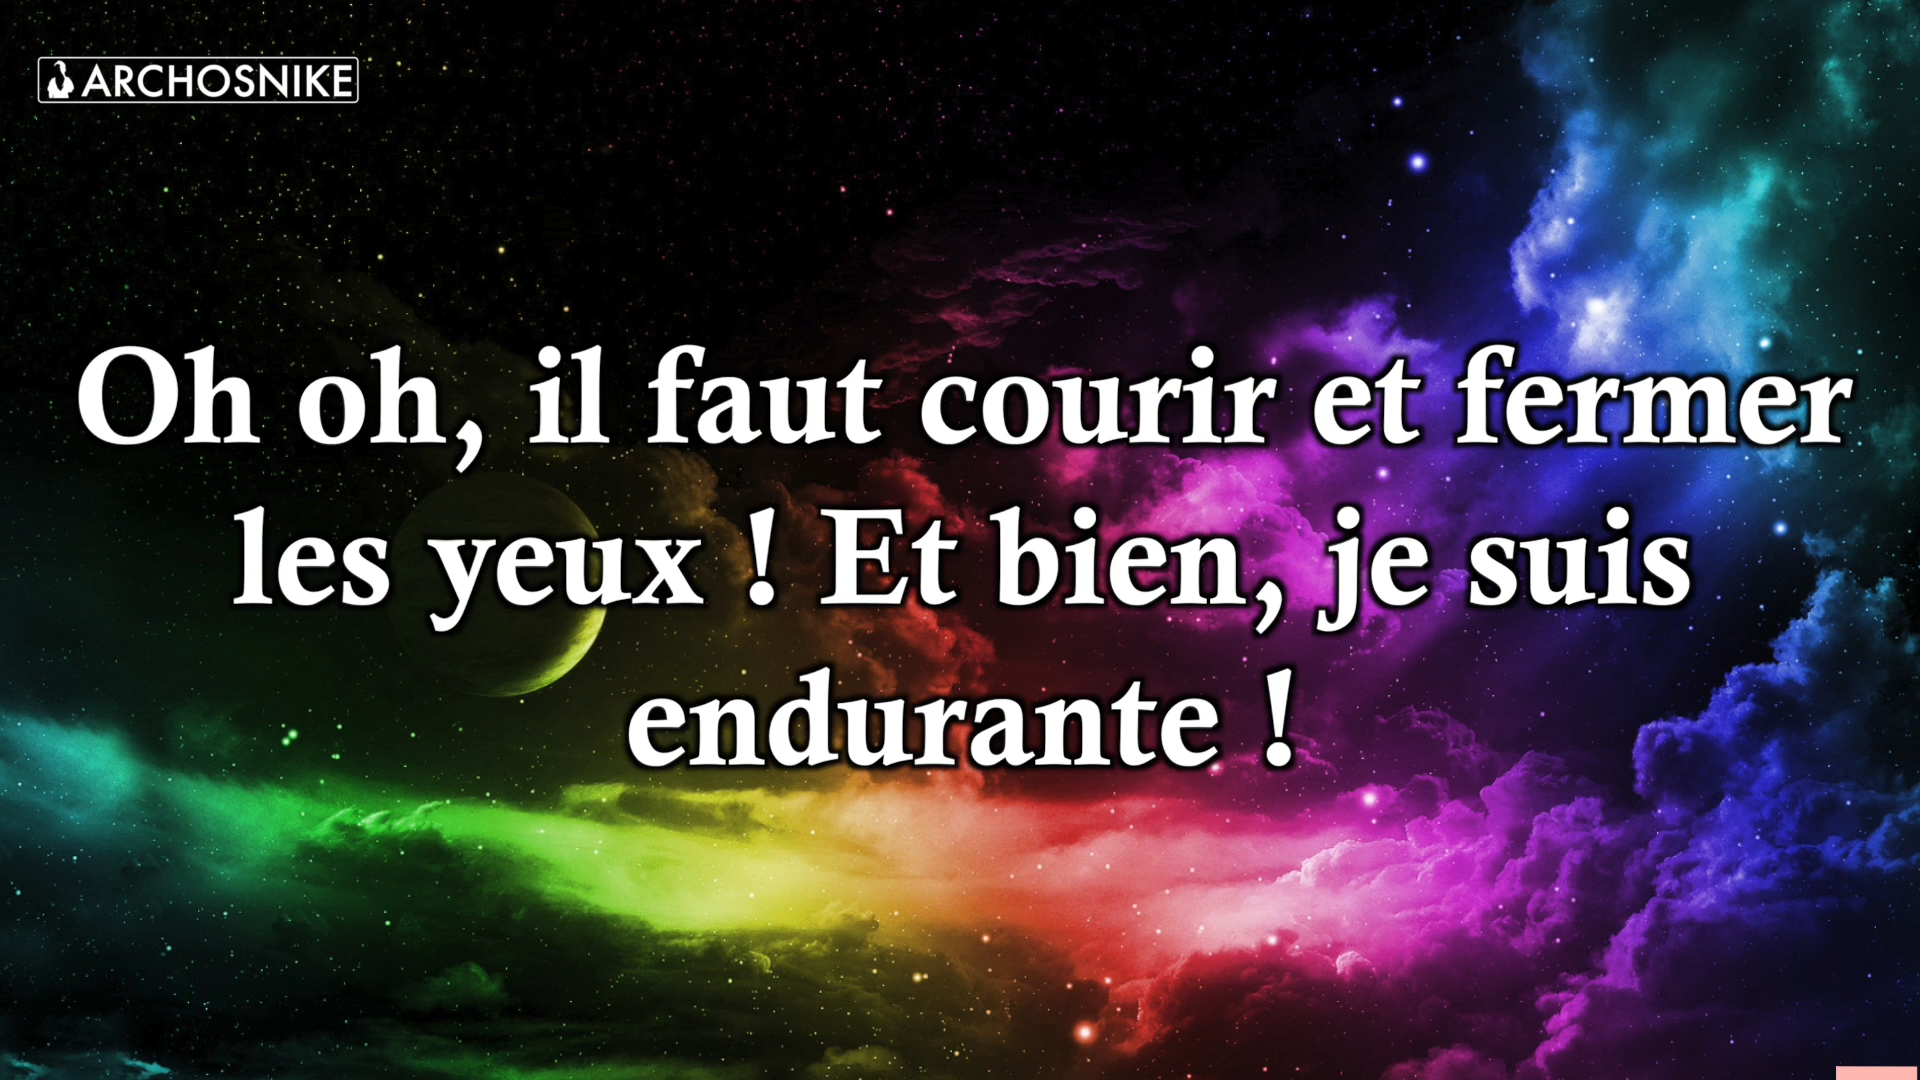 ARCHOSNIKE
Oh oh, il faut courir et fermer
les yeux ! Et bien, je suis
endurante !